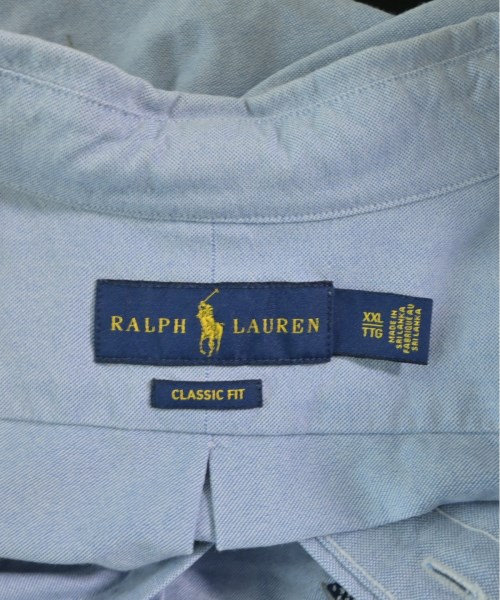 RALPH LAUREN
XXL
TTG
MADE IN
SRI LANKA
FABRIQUÉ AU
SRI LANKA
CLASSIC FIT